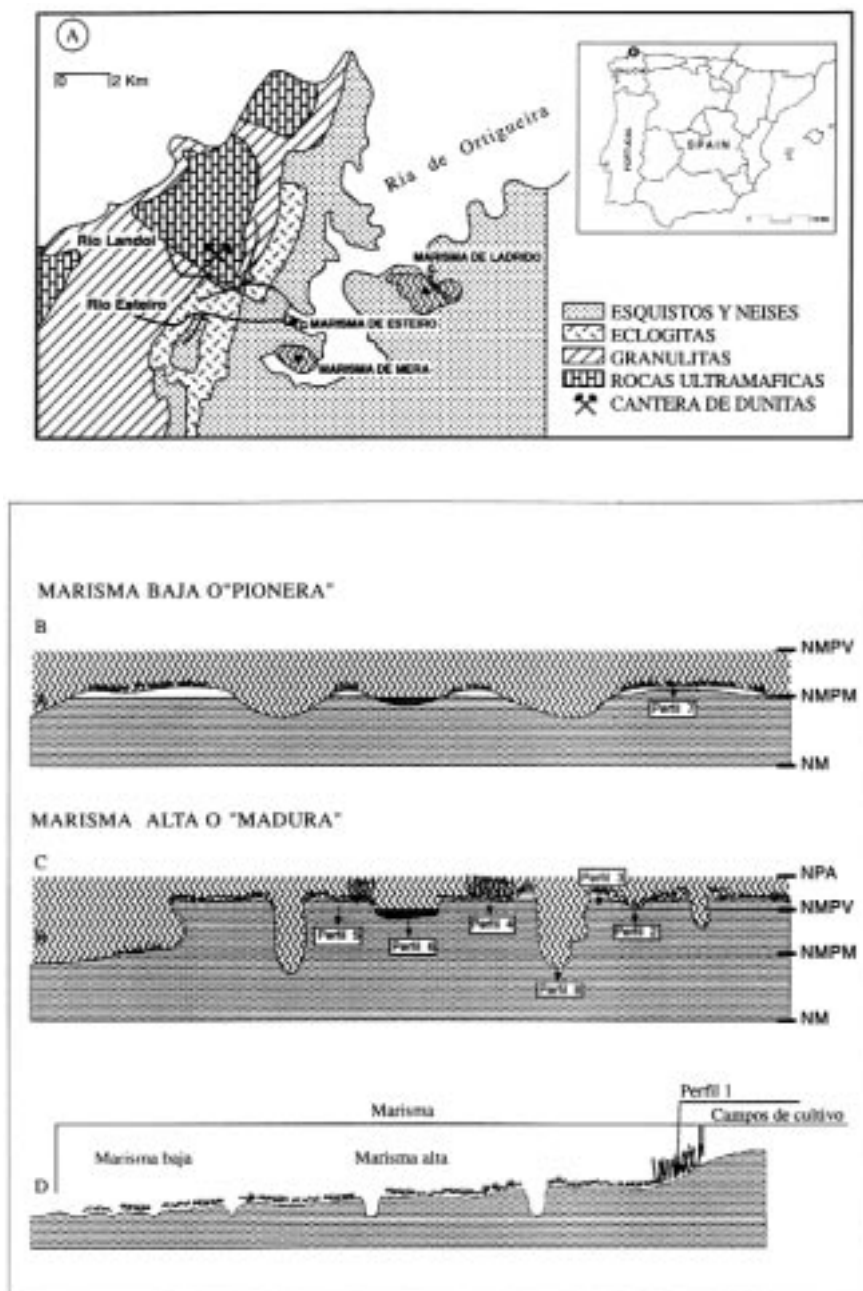 A
0 2 Km
Ria de Ortigueira
PORTUGAL
SPAIN
Rio Landoi
MARISMA DE LADRIDO
Rio Esteiro
MARISMA DE ESTEIRO
MARISMA DE MERA
ESQUISTOS Y NEISES
ECLOGITAS
GRANULITAS
ROCAS ULTRAMAFICAS
CANTERA DE DUNITAS
MARISMA BAJA O"PIONERA"
B
NMPV
A
NMPM
Perfil 7
NM
MARISMA ALTA O "MADURA"
C
Perfil 3
NPA
NMPV
Perfil 5
Perfil 6
Perfil 4
Perfil 2
NMPM
Perfil 8
NM
Perfil 1
Marisma
Campos de cultivo
Marisma baja
Marisma alta
D